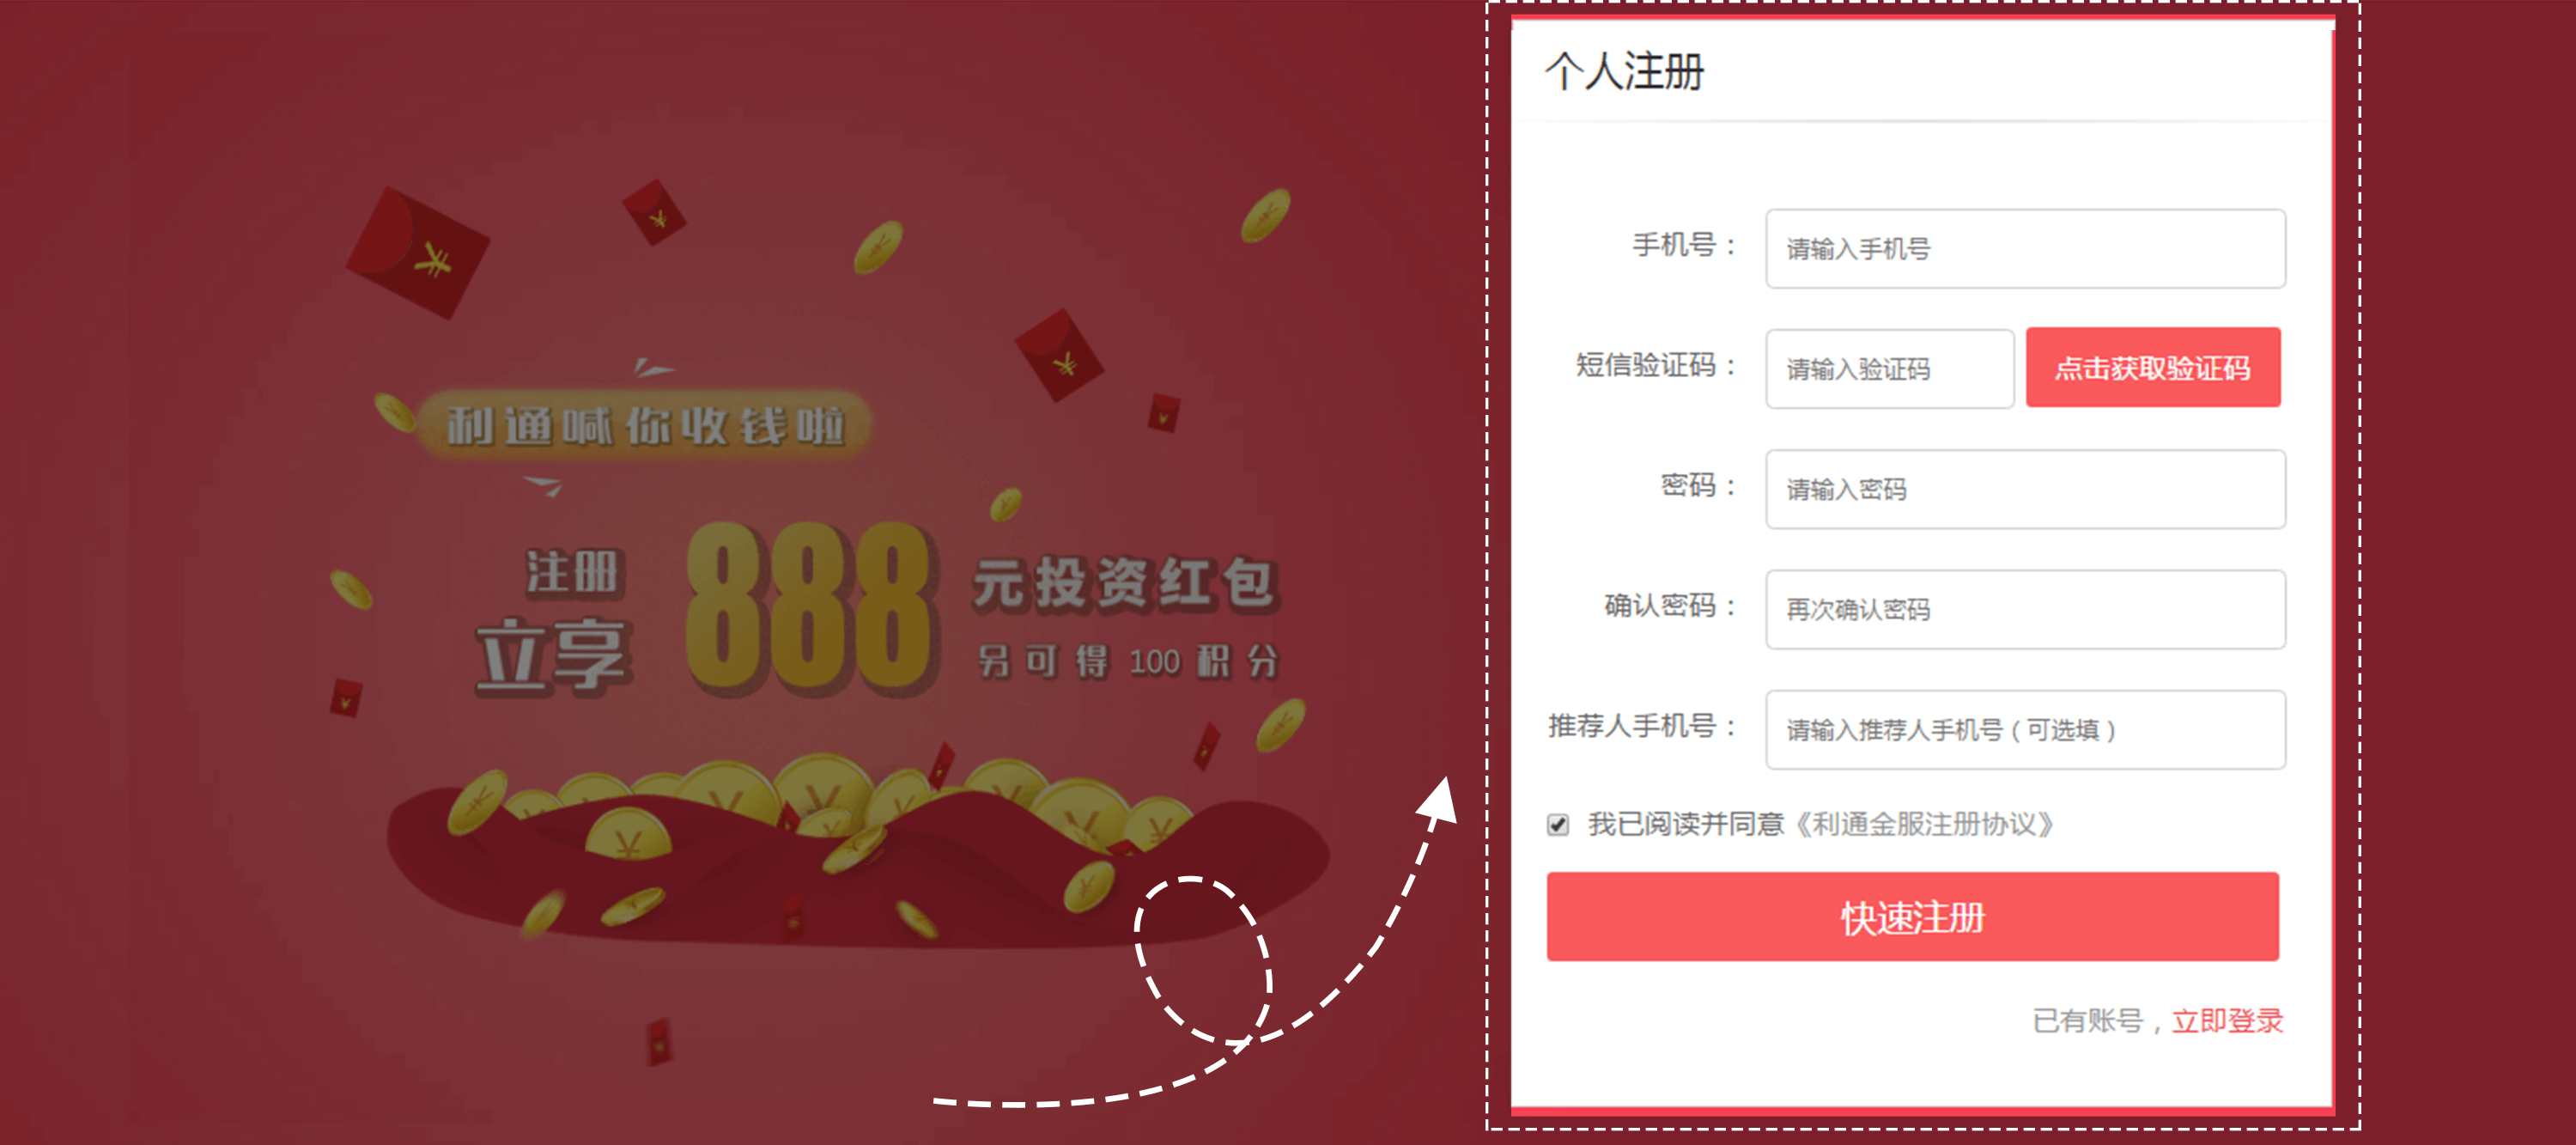 利通喊你收钱啦
注册
立享
888
元投资红包
另可得100积分
个人注册
手机号：
请输入手机号
短信验证码：
请输入验证码
点击获取验证码
密码：
请输入密码
确认密码：
再次确认密码
推荐人手机号：
请输入推荐人手机号（可选填）
我已阅读并同意《利通金服注册协议》
快速注册
已有账号，立即登录